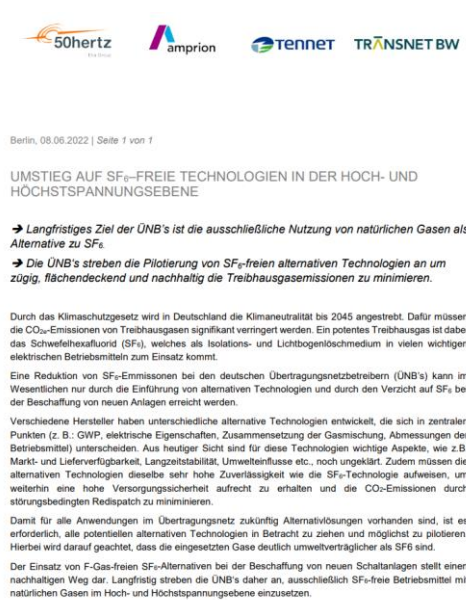 50hertz
Elia Group
amprion
TENNET
TRANSNET BW
Berlin, 08.06.2022 | Seite 1 von 1
UMSTIEG AUF SF₆–FREIE TECHNOLOGIEN IN DER HOCH- UND
HÖCHSTSPANNUNGSEBENE
➔ Langfristiges Ziel der ÜNB's ist die ausschließliche Nutzung von natürlichen Gasen als
Alternative zu SF₆.
➔ Die ÜNB's streben die Pilotierung von SF₆-freien alternativen Technologien an um
zügig, flächendeckend und nachhaltig die Treibhausgasemissionen zu minimieren.
Durch das Klimaschutzgesetz wird in Deutschland die Klimaneutralität bis 2045 angestrebt. Dafür müssen
die CO₂ₑ-Emissionen von Treibhausgasen signifikant verringert werden. Ein potentes Treibhausgas ist dabe
das Schwefelhexafluorid (SF₆), welches als Isolations- und Lichtbogenlöschmedium in vielen wichtiger
elektrischen Betriebsmitteln zum Einsatz kommt.
Eine Reduktion von SF₆-Emmissionen bei den deutschen Übertragungsnetzbetreibern (ÜNB's) kann im
Wesentlichen nur durch die Einführung von alternativen Technologien und durch den Verzicht auf SF₆ be
der Beschaffung von neuen Anlagen erreicht werden.
Verschiedene Hersteller haben unterschiedliche alternative Technologien entwickelt, die sich in zentraler
Punkten (z. B.: GWP, elektrische Eigenschaften, Zusammensetzung der Gasmischung, Abmessungen der
Betriebsmittel) unterscheiden. Aus heutiger Sicht sind für diese Technologien wichtige Aspekte, wie z.B
Markt- und Lieferverfügbarkeit, Langzeitstabilität, Umwelteinflusse etc., noch ungeklärt. Zudem müssen die
alternativen Technologien dieselbe sehr hohe Zuverlässigkeit wie die SF₆-Technologie aufweisen, um
weiterhin eine hohe Versorgungssicherheit aufrecht zu erhalten und die CO₂-Emissionen durch
störungsbedingten Redispatch zu miniminieren.
Damit für alle Anwendungen im Übertragungsnetz zukünftig Alternativlösungen vorhanden sind, ist es
erforderlich, alle potentiellen alternativen Technologien in Betracht zu ziehen und möglichst zu pilotieren
Hierbei wird darauf geachtet, dass die eingesetzten Gase deutlich umweltverträglicher als SF6 sind.
Der Einsatz von F-Gas-freien SF₆-Alternativen bei der Beschaffung von neuen Schaltanlagen stellt einen
nachhaltigen Weg dar. Langfristig streben die ÜNB's daher an, ausschließlich SF₆-freie Betriebsmittel mi
natürlichen Gasen im Hoch- und Höchstspannungsebene einzusetzen.